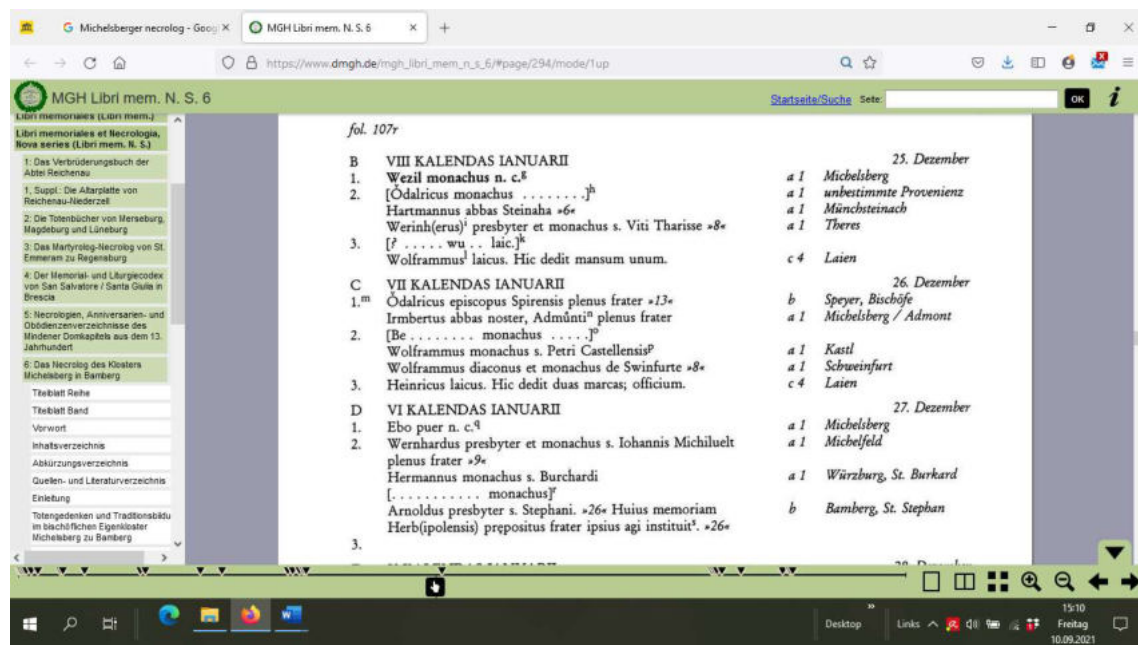 Michelsberger necrolog - Goog
MGH Libri mem. N. S. 6
https://www.dmgh.de/mgh_libri_mem_n_s_6/#page/294/mode/1up
MGH Libri mem. N. S. 6
Startseite/Suche Seite:
OK
Libri memoriales (Libri mem.)
Libri memoriales et Necrologia,
Nova series (Libri mem. N. S.)
1: Das Verbrüderungsbuch der
Abtei Reichenau
1, Suppl.: Die Altarplatte von
Reichenau-Niederzell
2: Die Totenbücher von Merseburg,
Magdeburg und Lüneburg
3: Das Martyrolog-Necrolog von St.
Emmeram zu Regensburg
4: Der Memorial- und Liturgiecodex
von San Salvatore / Santa Giulia in
Brescia
5: Necrologien, Anniversarien- und
Obödienzenverzeichnisse des
Mindener Domkapitels aus dem 13.
Jahrhundert
6: Das Necrolog des Klosters
Michelsberg in Bamberg
Titelblatt Reihe
Titelblatt Band
Vorwort
Inhaltsverzeichnis
Abkürzungsverzeichnis
Quellen- und Literaturverzeichnis
Einleitung
Totengedenken und Traditionsbildu
im bischöflichen Eigenkloster
Michelsberg zu Bamberg
fol. 107r
B VIII KALENDAS IANUARII 25. Dezember
1. Wezil monachus n. c.g a 1 Michelsberg
2. [Ǒdalricus monachus . . . . . . . .]h a 1 unbestimmte Provenienz
Hartmannus abbas Steinaha »6« a 1 Münchsteinach
Werinh(erus)i presbyter et monachus s. Viti Tharisse »8« a 1 Theres
3. [ . . . . . wu . . laic.]k
Wolframmusl laicus. Hic dedit mansum unum. c 4 Laien
C VII KALENDAS IANUARII 26. Dezember
1.m Ǒdalricus episcopus Spirensis plenus frater »13« b Speyer, Bischöfe
Irmbertus abbas noster, Admůntin plenus frater a 1 Michelsberg / Admont
2. [Be . . . . . . . . monachus . . . . .]o
Wolframmus monachus s. Petri Castellensisp a 1 Kastl
Wolframmus diaconus et monachus de Swinfurte »8« a 1 Schweinfurt
3. Heinricus laicus. Hic dedit duas marcas; officium. c 4 Laien
D VI KALENDAS IANUARII 27. Dezember
1. Ebo puer n. c.q a 1 Michelsberg
2. Wernhardus presbyter et monachus s. Iohannis Michiluelt a 1 Michelfeld
plenus frater »9«
Hermannus monachus s. Burchardi a 1 Würzburg, St. Burkard
[. . . . . . . . . . . monachus]r
Arnoldus presbyter s. Stephani. »26« Huius memoriam b Bamberg, St. Stephan
Herb(ipolensis) prępositus frater ipsius agi instituits. »26«
3.
Desktop
Links
15:10
Freitag
10.09.2021